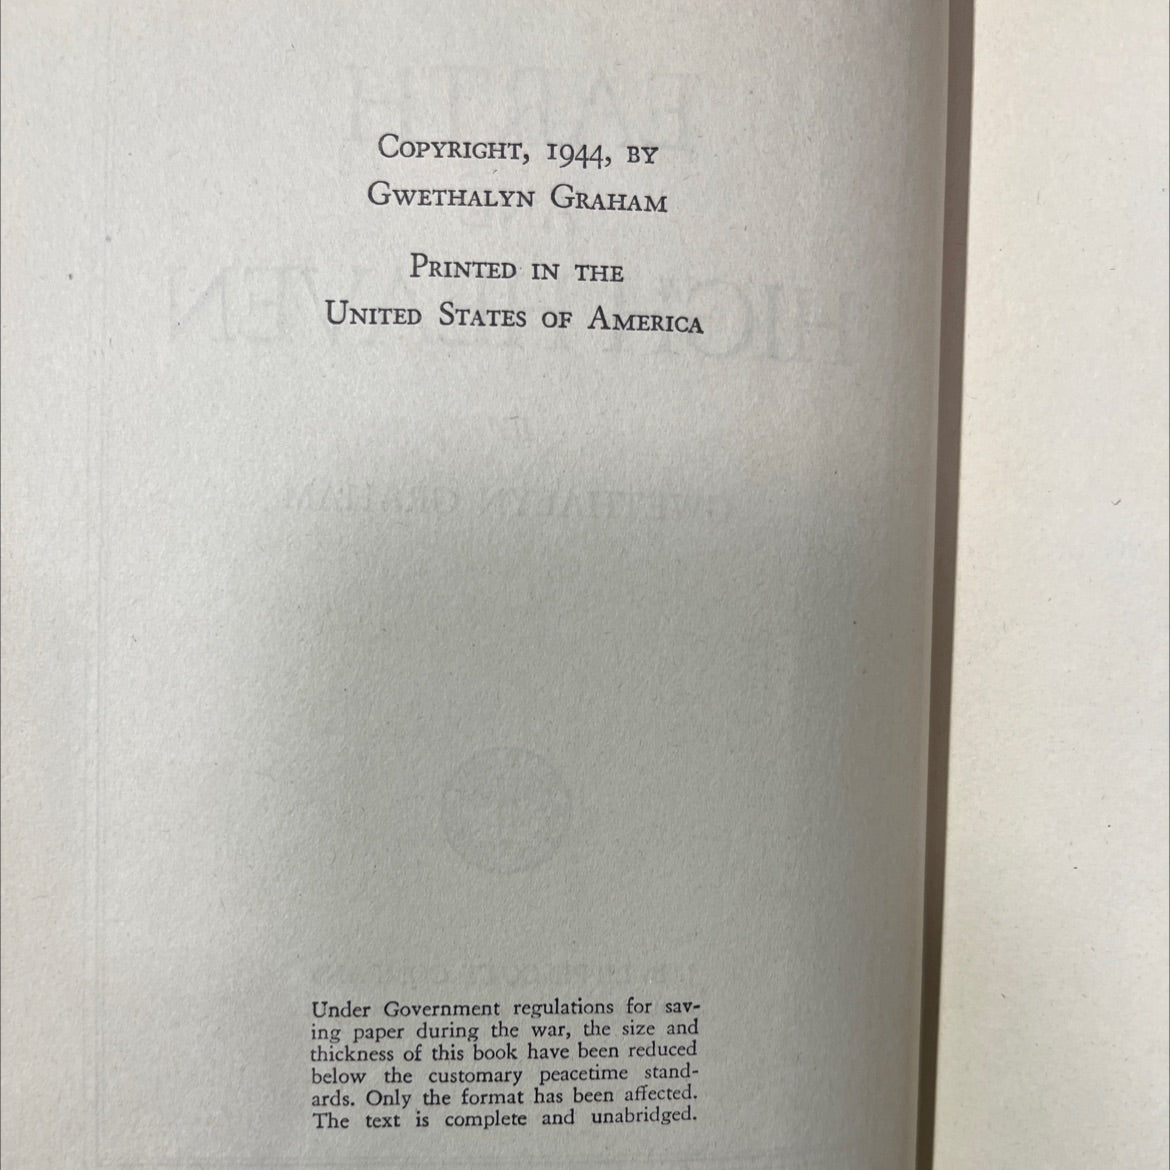 Copyright, 1944, by
Gwethalyn Graham
Printed in the
United States of America
Under Government regulations for sav-
ing paper during the war, the size and
thickness of this book have been reduced
below the customary peacetime stand-
ards. Only the format has been affected.
The text is complete and unabridged.